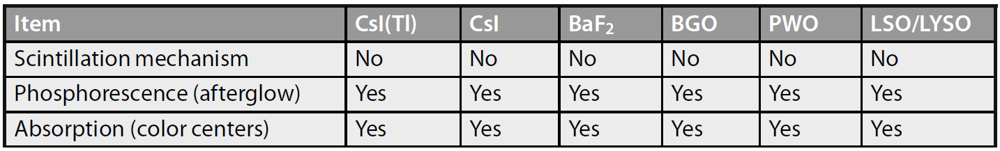 Item CsI(Tl) CsI BaF₂ BGO PWO LSO/LYSO
Scintillation mechanism No No No No No No
Phosphorescence (afterglow) Yes Yes Yes Yes Yes Yes
Absorption (color centers) Yes Yes Yes Yes Yes Yes